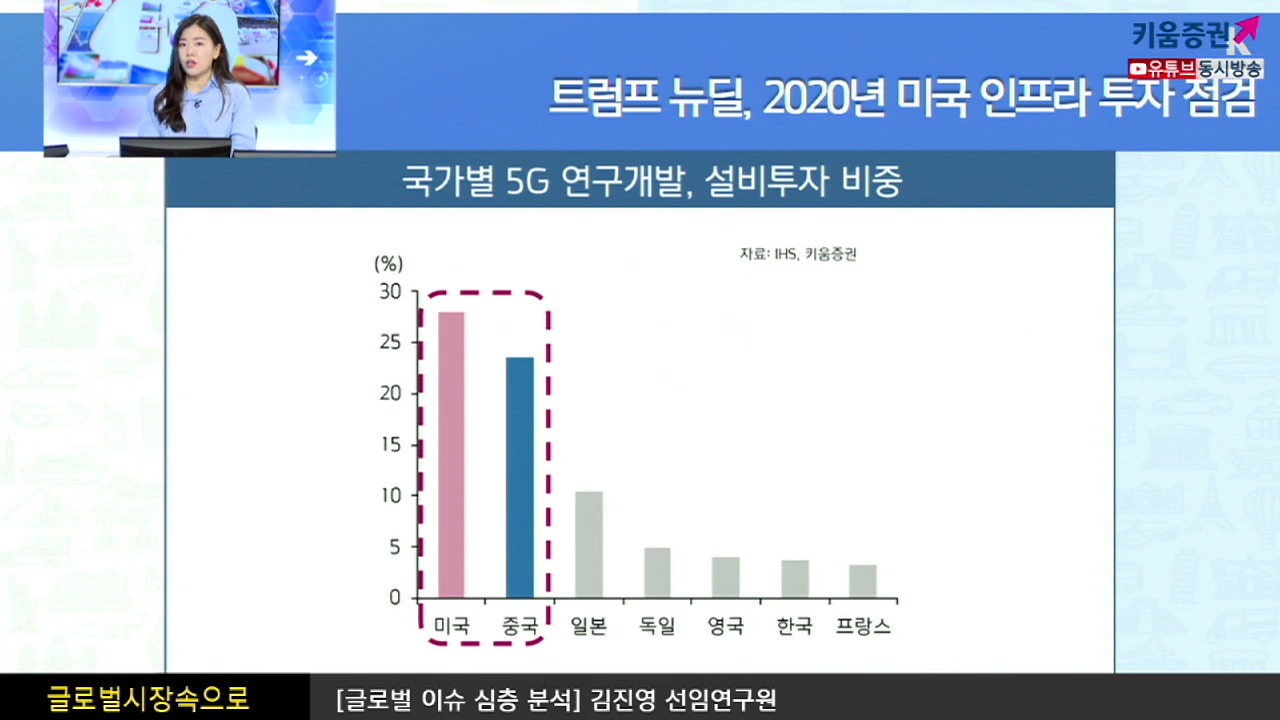 키움증권
유튜브 동시방송
트럼프 뉴딜, 2020년 미국 인프라 투자 점검
국가별 5G 연구개발, 설비투자 비중
자료: IHS, 키움증권
(%)
30
25
20
15
10
5
0
미국 중국 일본 독일 영국 한국 프랑스
글로벌시장속으로
[글로벌 이슈 심층 분석] 김진영 선임연구원